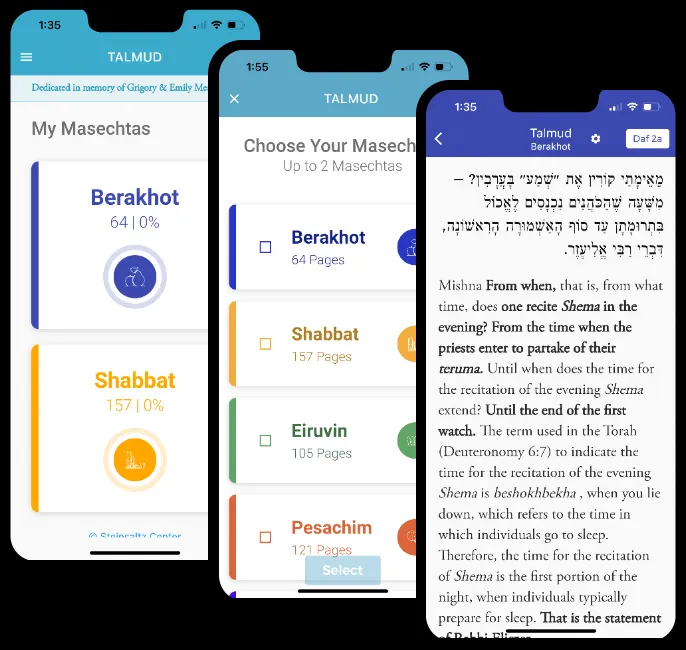 1:35
TALMUD
Dedicated in memory of Grigory & Emily
My Masechtas
Berakhot
64 | 0%
Shabbat
157 | 0%
© Steinsaltz Center
1:55
TALMUD
Choose Your
Up to 2 Masechtas
Berakhot
64 Pages
Shabbat
157 Pages
Eiruvin
105 Pages
Pesachim
121 Pages
Select
1:35
Talmud
Berakhot
Daf 2a
מֵאֵימָתַי קוֹרִין אֶת ״שְׁמַע״ בָּעֲרָבִין? –
מִשָּׁעָה שֶׁהַכֹּהֲנִים נִכְנָסִים לֶאֱכוֹל
בִּתְרוּמָתָן עַד סוֹף הָאַשְׁמוּרָה הָרִאשׁוֹנָה,
דִּבְרֵי רַבִּי אֱלִיעֶזֶר.
Mishna From when, that is, from what
time, does one recite Shema in the
evening? From the time when the
priests enter to partake of their
teruma. Until when does the time for
the recitation of the evening Shema
extend? Until the end of the first
watch. The term used in the Torah
(Deuteronomy 6:7) to indicate the
time for the recitation of the evening
Shema is beshokhbekha , when you lie
down, which refers to the time in
which individuals go to sleep.
Therefore, the time for the recitation
of Shema is the first portion of the
night, when individuals typically
prepare for sleep. That is the statement
of Rabbi Eliezer